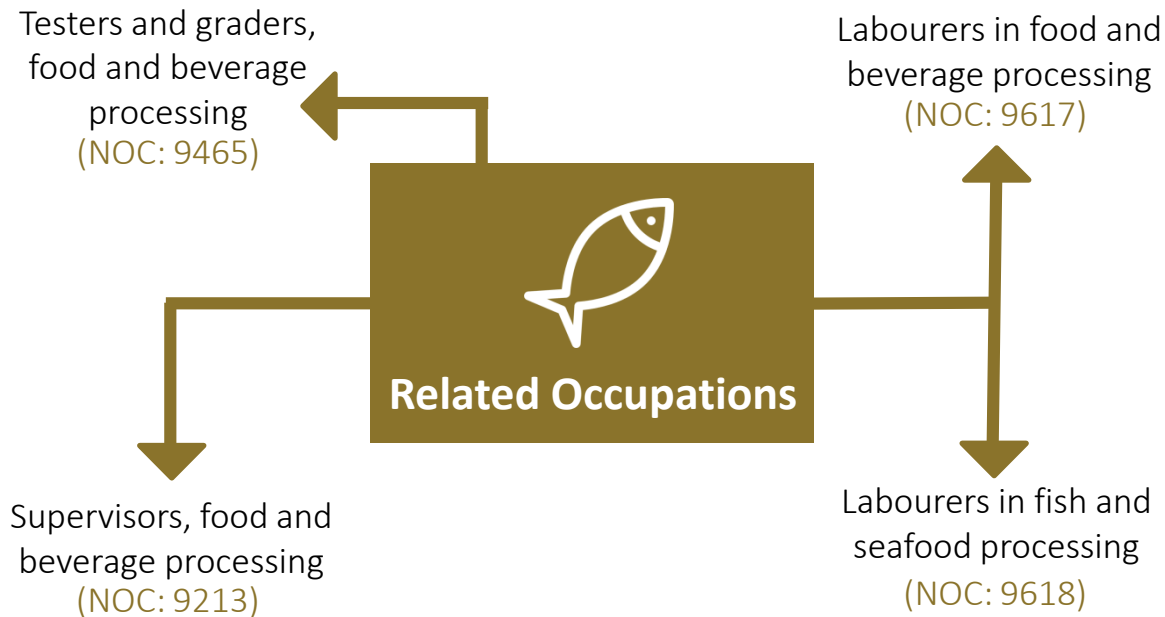 Testers and graders,
food and beverage
processing
(NOC: 9465)
Labourers in food and
beverage processing
(NOC: 9617)
Related Occupations
Supervisors, food and
beverage processing
(NOC: 9213)
Labourers in fish and
seafood processing
(NOC: 9618)